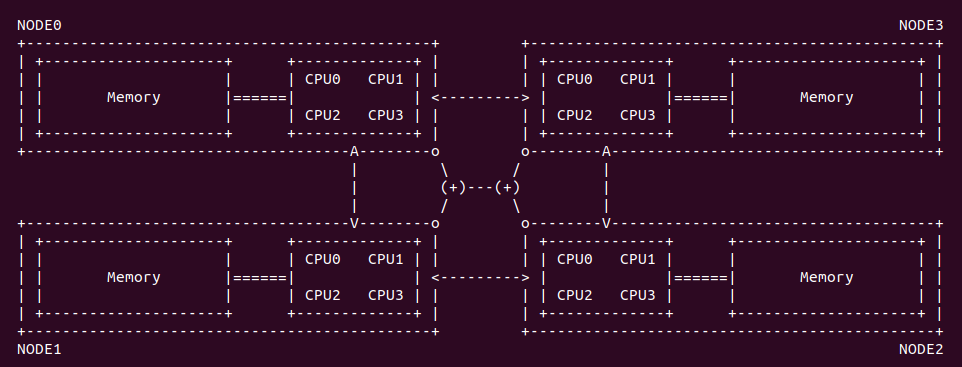 NODE0                                                                                            NODE3
+---------------------------------------------+         +---------------------------------------------+
| +--------------------+      +-------------+ |         | +-------------+      +--------------------+ |
| |                    |      | CPU0   CPU1 | |         | | CPU0   CPU1 |      |                    | |
| |       Memory       |======|             | <---------> |             |======|       Memory       | |
| |                    |      | CPU2   CPU3 | |         | | CPU2   CPU3 |      |                    | |
| +--------------------+      +-------------+ |         | +-------------+      +--------------------+ |
+------------------------------------A--------o         o--------A------------------------------------+
                                     |         \       /         |
                                     |         (+)---(+)         |
                                     |         /       \         |
+------------------------------------V--------o         o--------V------------------------------------+
| +--------------------+      +-------------+ |         | +-------------+      +--------------------+ |
| |                    |      | CPU0   CPU1 | |         | | CPU0   CPU1 |      |                    | |
| |       Memory       |======|             | <---------> |             |======|       Memory       | |
| |                    |      | CPU2   CPU3 | |         | | CPU2   CPU3 |      |                    | |
| +--------------------+      +-------------+ |         | +-------------+      +--------------------+ |
+---------------------------------------------+         +---------------------------------------------+
NODE1                                                                                            NODE2